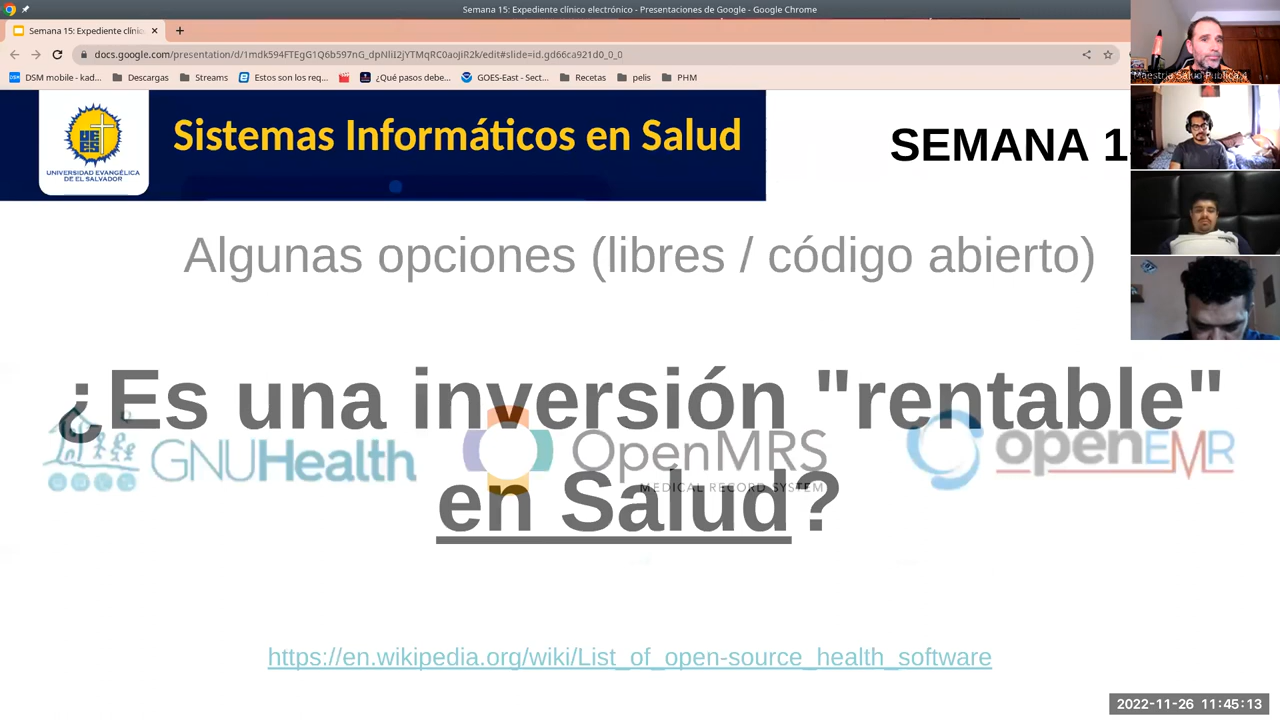 Semana 15: Expediente clínico electrónico - Presentaciones de Google - Google Chrome
Semana 15: Expediente clínic
docs.google.com/presentation/d/1mdk594FTEgG1Q6b597nG_dpNliI2jYTMqRC0aoJiR2k/edit#slide=id.gd66ca921d0_0_0
DSM mobile - kad... Descargas Streams Estos son los req... ¿Qué pasos debe... GOES-East - Sect... Recetas pelis PHM
Maestría Salud Pública 4
UEES
UNIVERSIDAD EVANGÉLICA
DE EL SALVADOR
Sistemas Informáticos en Salud
SEMANA 1
Algunas opciones (libres / código abierto)
¿Es una inversión "rentable"
en Salud?
GNUHealth
OpenMRS
MEDICAL RECORD SYSTEM
openEMR
https://en.wikipedia.org/wiki/List_of_open-source_health_software
2022-11-26 11:45:13